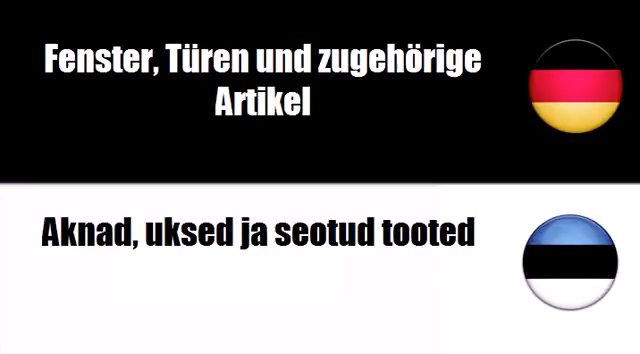 Fenster, Türen und zugehörige
Artikel
Aknad, uksed ja seotud tooted